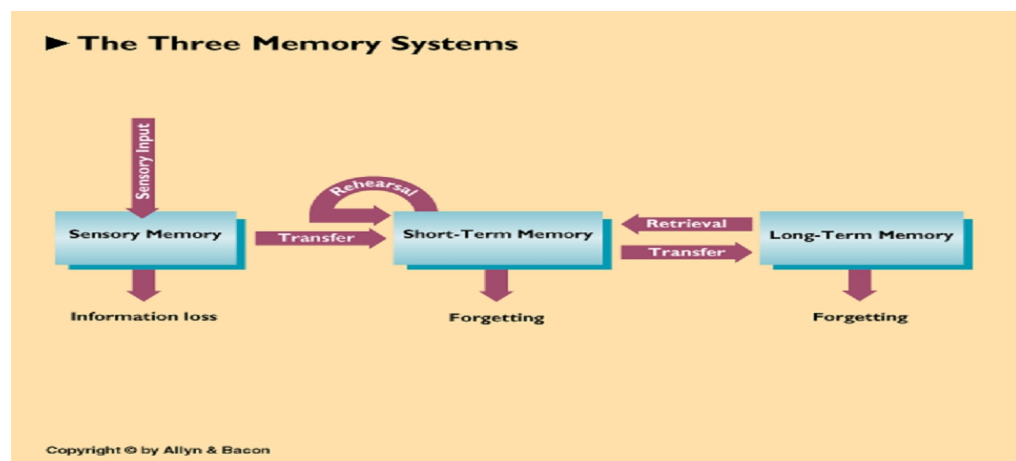 ► The Three Memory Systems
Sensory Input
Rehearsal
Sensory Memory
Transfer
Short-Term Memory
Retrieval
Transfer
Long-Term Memory
Information loss
Forgetting
Forgetting
Copyright © by Allyn & Bacon